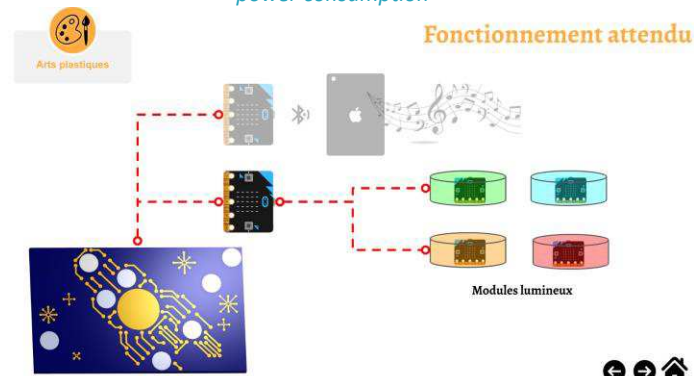 power consumption"
Fonctionnement attendu
Arts plastiques
Modules lumineux